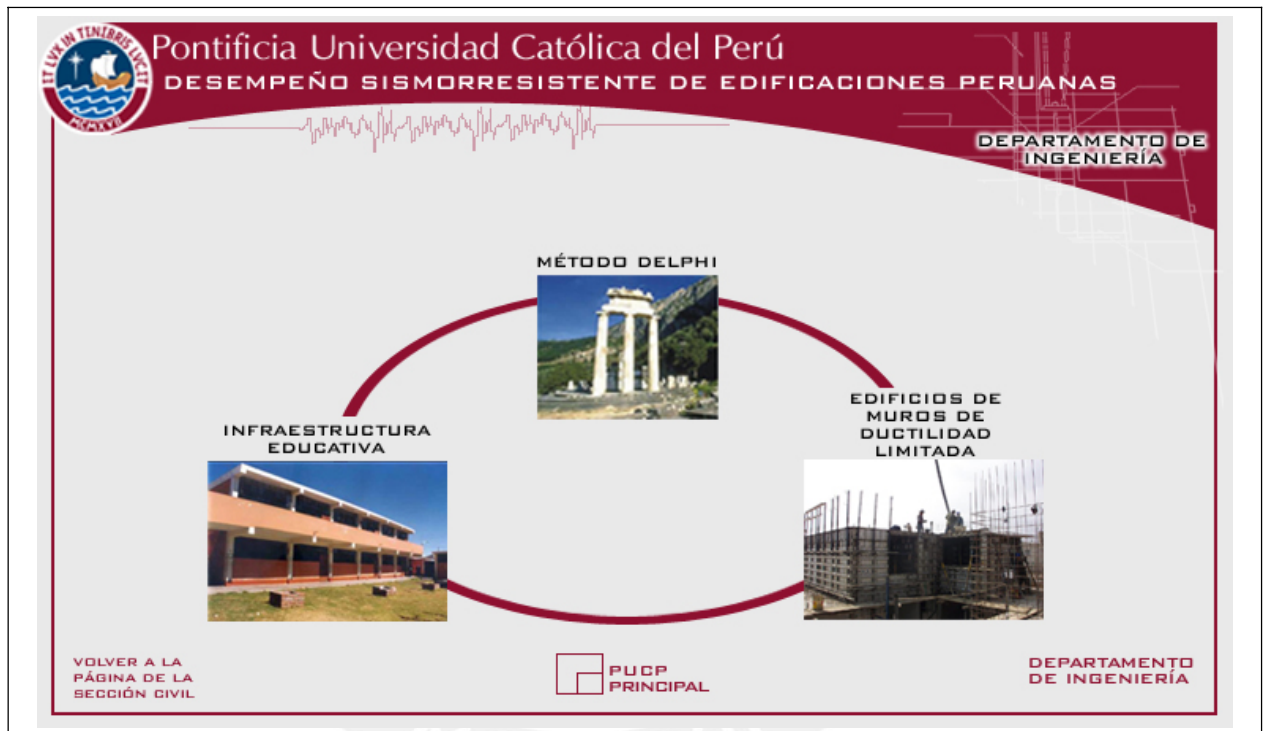 ET LVX IN TENEBRIS LVCET
MCMXVII
Pontificia Universidad Católica del Perú
DESEMPEÑO SISMORRESISTENTE DE EDIFICACIONES PERUANAS
DEPARTAMENTO DE
INGENIERÍA
MÉTODO DELPHI
INFRAESTRUCTURA
EDUCATIVA
EDIFICIOS DE
MUROS DE
DUCTILIDAD
LIMITADA
VOLVER A LA
PÁGINA DE LA
SECCIÓN CIVIL
PUCP
PRINCIPAL
DEPARTAMENTO
DE INGENIERÍA